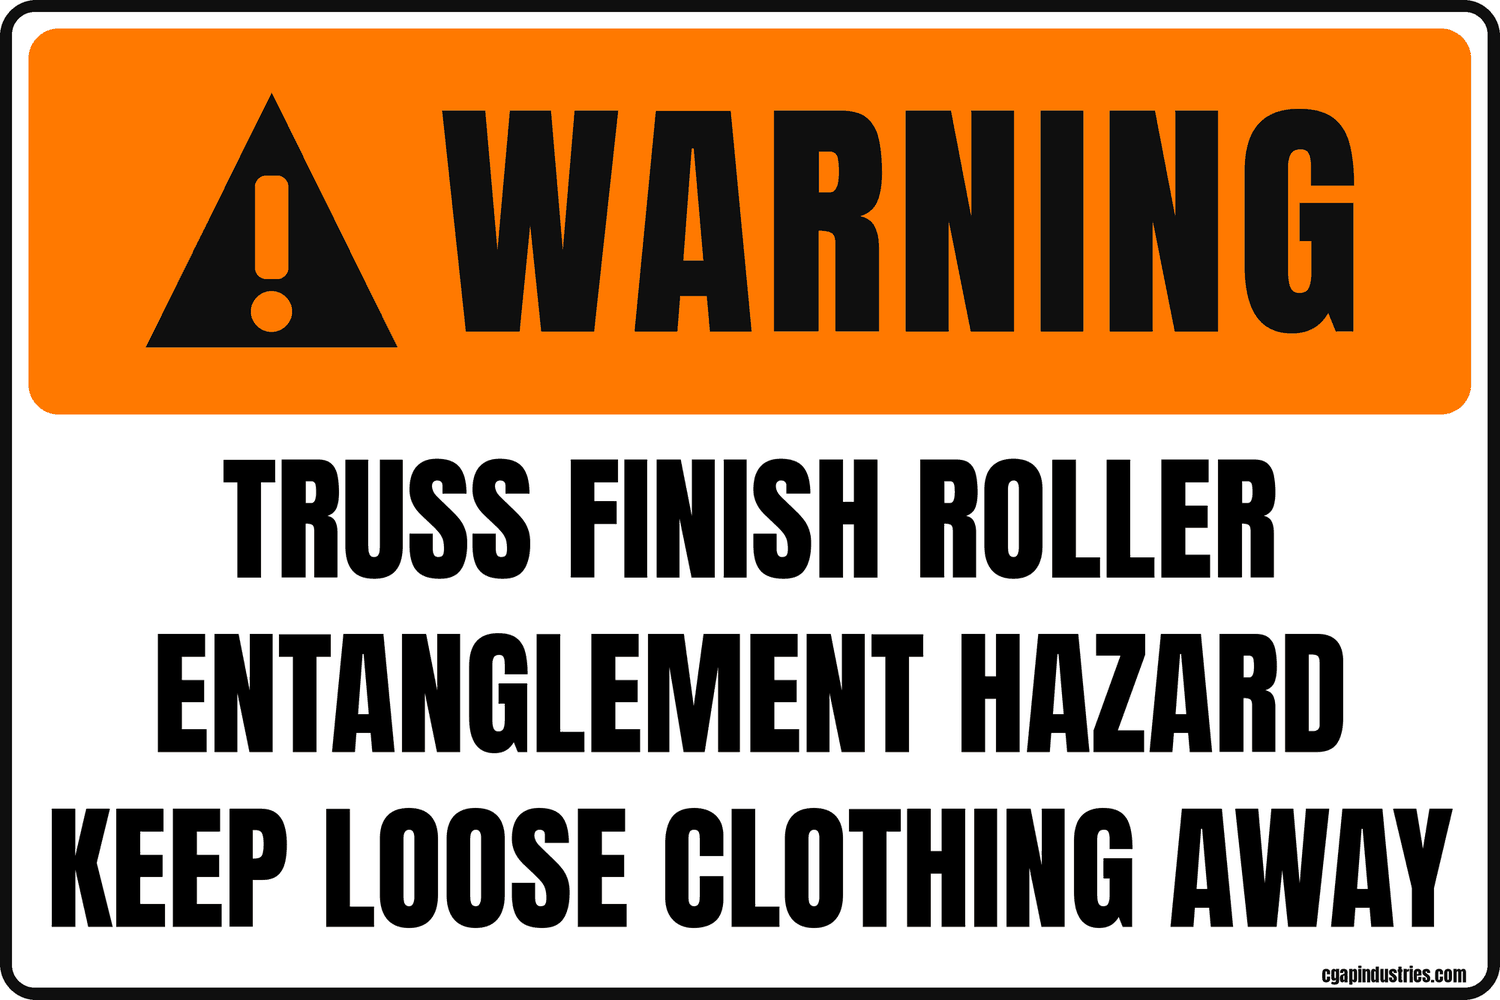 WARNING
TRUSS FINISH ROLLER
ENTANGLEMENT HAZARD
KEEP LOOSE CLOTHING AWAY
cgapindustries.com